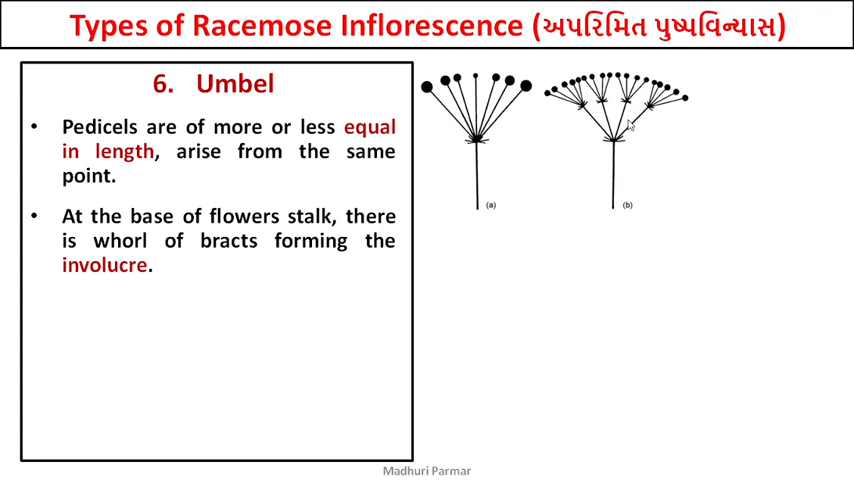 Types of Racemose Inflorescence (અપરિમિત પુષ્પવિન્યાસ)
6. Umbel
• Pedicels are of more or less equal
in length, arise from the same
point.
• At the base of flowers stalk, there
is whorl of bracts forming the
involucre.
(a) (b)
Madhuri Parmar